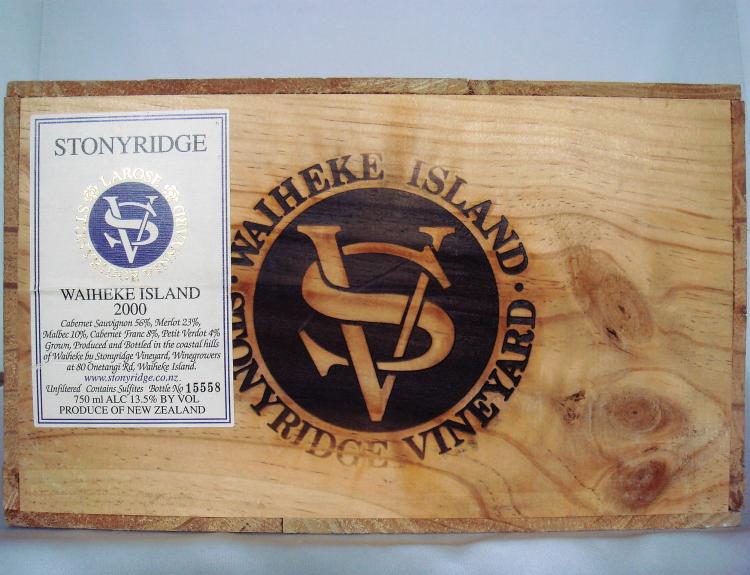 STONYRIDGE
LAROSE
WAIHEKE ISLAND
2000
Cabernet Sauvignon 56%, Merlot 23%,
Malbec 10%, Cabernet Franc 8%, Petit Verdot 4%
Grown, Produced and Bottled in the coastal hills
of Waiheke by Stonyridge Vineyard, Winegrowers
at 80 Onetangi Rd, Waiheke Island.
www.stonyridge.co.nz
Unfiltered Contains Sulfites Bottle No 15558
750 ml ALC 13.5% BY VOL
PRODUCE OF NEW ZEALAND
· WAIHEKE ISLAND ·
STONYRIDGE VINEYARD
SV